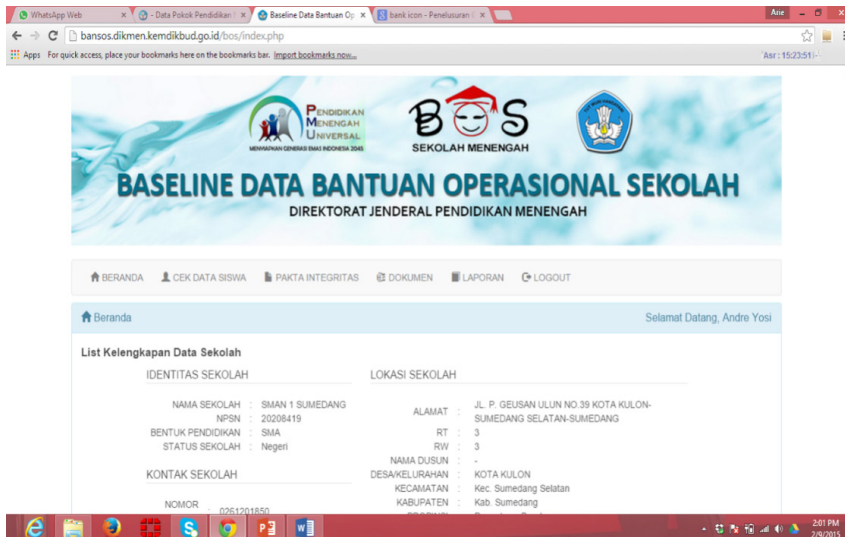 WhatsApp Web
- Data Pokok Pendidikan
Baseline Data Bantuan Op
bank icon - Penelusuran
Arie
bansos.dikmen.kemdikbud.go.id/bos/index.php
Apps For quick access, place your bookmarks here on the bookmarks bar. Import bookmarks now...
Asr : 15:23:51
PENDIDIKAN
MENENGAH
UNIVERSAL
MENYIAPKAN GENERASI EMAS INDONESIA 2045
BOS
SEKOLAH MENENGAH
BASELINE DATA BANTUAN OPERASIONAL SEKOLAH
DIREKTORAT JENDERAL PENDIDIKAN MENENGAH
BERANDA CEK DATA SISWA PAKTA INTEGRITAS DOKUMEN LAPORAN LOGOUT
Beranda
Selamat Datang, Andre Yosi
List Kelengkapan Data Sekolah
IDENTITAS SEKOLAH
NAMA SEKOLAH : SMAN 1 SUMEDANG
NPSN : 20208419
BENTUK PENDIDIKAN : SMA
STATUS SEKOLAH : Negeri
KONTAK SEKOLAH
NOMOR : 0261201850
LOKASI SEKOLAH
ALAMAT : JL. P. GEUSAN ULUN NO.39 KOTA KULON-
SUMEDANG SELATAN-SUMEDANG
RT : 3
RW : 3
NAMA DUSUN : -
DESA/KELURAHAN : KOTA KULON
KECAMATAN : Kec. Sumedang Selatan
KABUPATEN : Kab. Sumedang
2:01 PM
2/9/2015